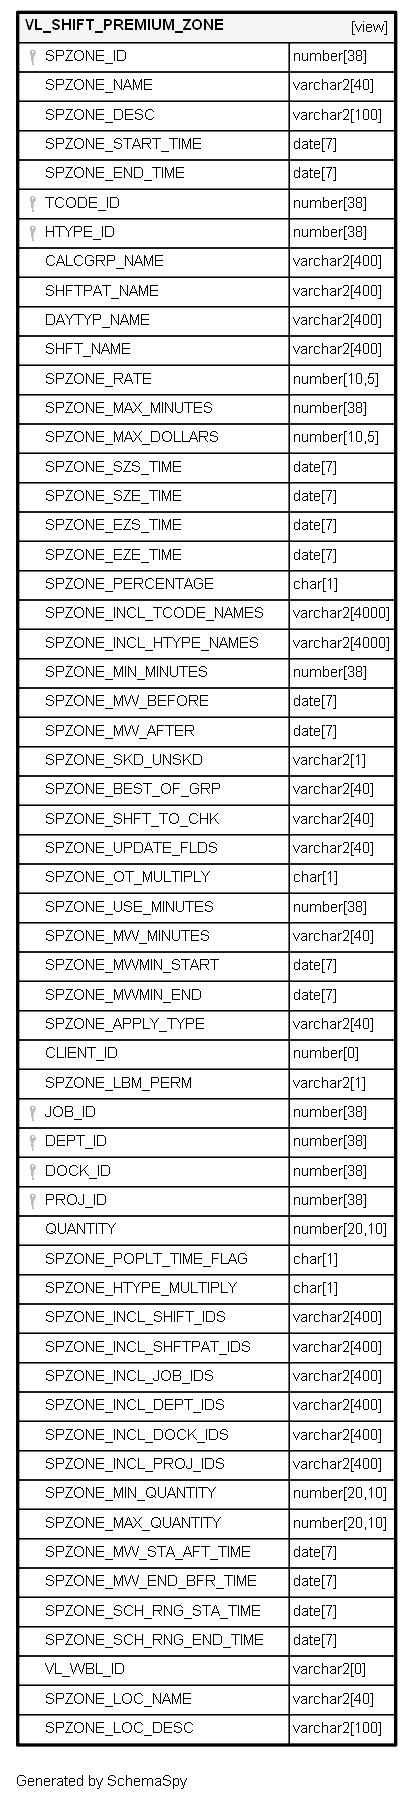 VL_SHIFT_PREMIUM_ZONE [view]
SPZONE_ID number[38]
SPZONE_NAME varchar2[40]
SPZONE_DESC varchar2[100]
SPZONE_START_TIME date[7]
SPZONE_END_TIME date[7]
TCODE_ID number[38]
HTYPE_ID number[38]
CALCGRP_NAME varchar2[400]
SHFTPAT_NAME varchar2[400]
DAYTYP_NAME varchar2[400]
SHFT_NAME varchar2[400]
SPZONE_RATE number[10,5]
SPZONE_MAX_MINUTES number[38]
SPZONE_MAX_DOLLARS number[10,5]
SPZONE_SZS_TIME date[7]
SPZONE_SZE_TIME date[7]
SPZONE_EZS_TIME date[7]
SPZONE_EZE_TIME date[7]
SPZONE_PERCENTAGE char[1]
SPZONE_INCL_TCODE_NAMES varchar2[4000]
SPZONE_INCL_HTYPE_NAMES varchar2[4000]
SPZONE_MIN_MINUTES number[38]
SPZONE_MW_BEFORE date[7]
SPZONE_MW_AFTER date[7]
SPZONE_SKD_UNSKD varchar2[1]
SPZONE_BEST_OF_GRP varchar2[40]
SPZONE_SHFT_TO_CHK varchar2[40]
SPZONE_UPDATE_FLDS varchar2[40]
SPZONE_OT_MULTIPLY char[1]
SPZONE_USE_MINUTES number[38]
SPZONE_MW_MINUTES varchar2[40]
SPZONE_MWMIN_START date[7]
SPZONE_MWMIN_END date[7]
SPZONE_APPLY_TYPE varchar2[40]
CLIENT_ID number[0]
SPZONE_LBM_PERM varchar2[1]
JOB_ID number[38]
DEPT_ID number[38]
DOCK_ID number[38]
PROJ_ID number[38]
QUANTITY number[20,10]
SPZONE_POPLT_TIME_FLAG char[1]
SPZONE_HTYPE_MULTIPLY char[1]
SPZONE_INCL_SHIFT_IDS varchar2[400]
SPZONE_INCL_SHFTPAT_IDS varchar2[400]
SPZONE_INCL_JOB_IDS varchar2[400]
SPZONE_INCL_DEPT_IDS varchar2[400]
SPZONE_INCL_DOCK_IDS varchar2[400]
SPZONE_INCL_PROJ_IDS varchar2[400]
SPZONE_MIN_QUANTITY number[20,10]
SPZONE_MAX_QUANTITY number[20,10]
SPZONE_MW_STA_AFT_TIME date[7]
SPZONE_MW_END_BFR_TIME date[7]
SPZONE_SCH_RNG_STA_TIME date[7]
SPZONE_SCH_RNG_END_TIME date[7]
VL_WBL_ID varchar2[0]
SPZONE_LOC_NAME varchar2[40]
SPZONE_LOC_DESC varchar2[100]
Generated by SchemaSpy